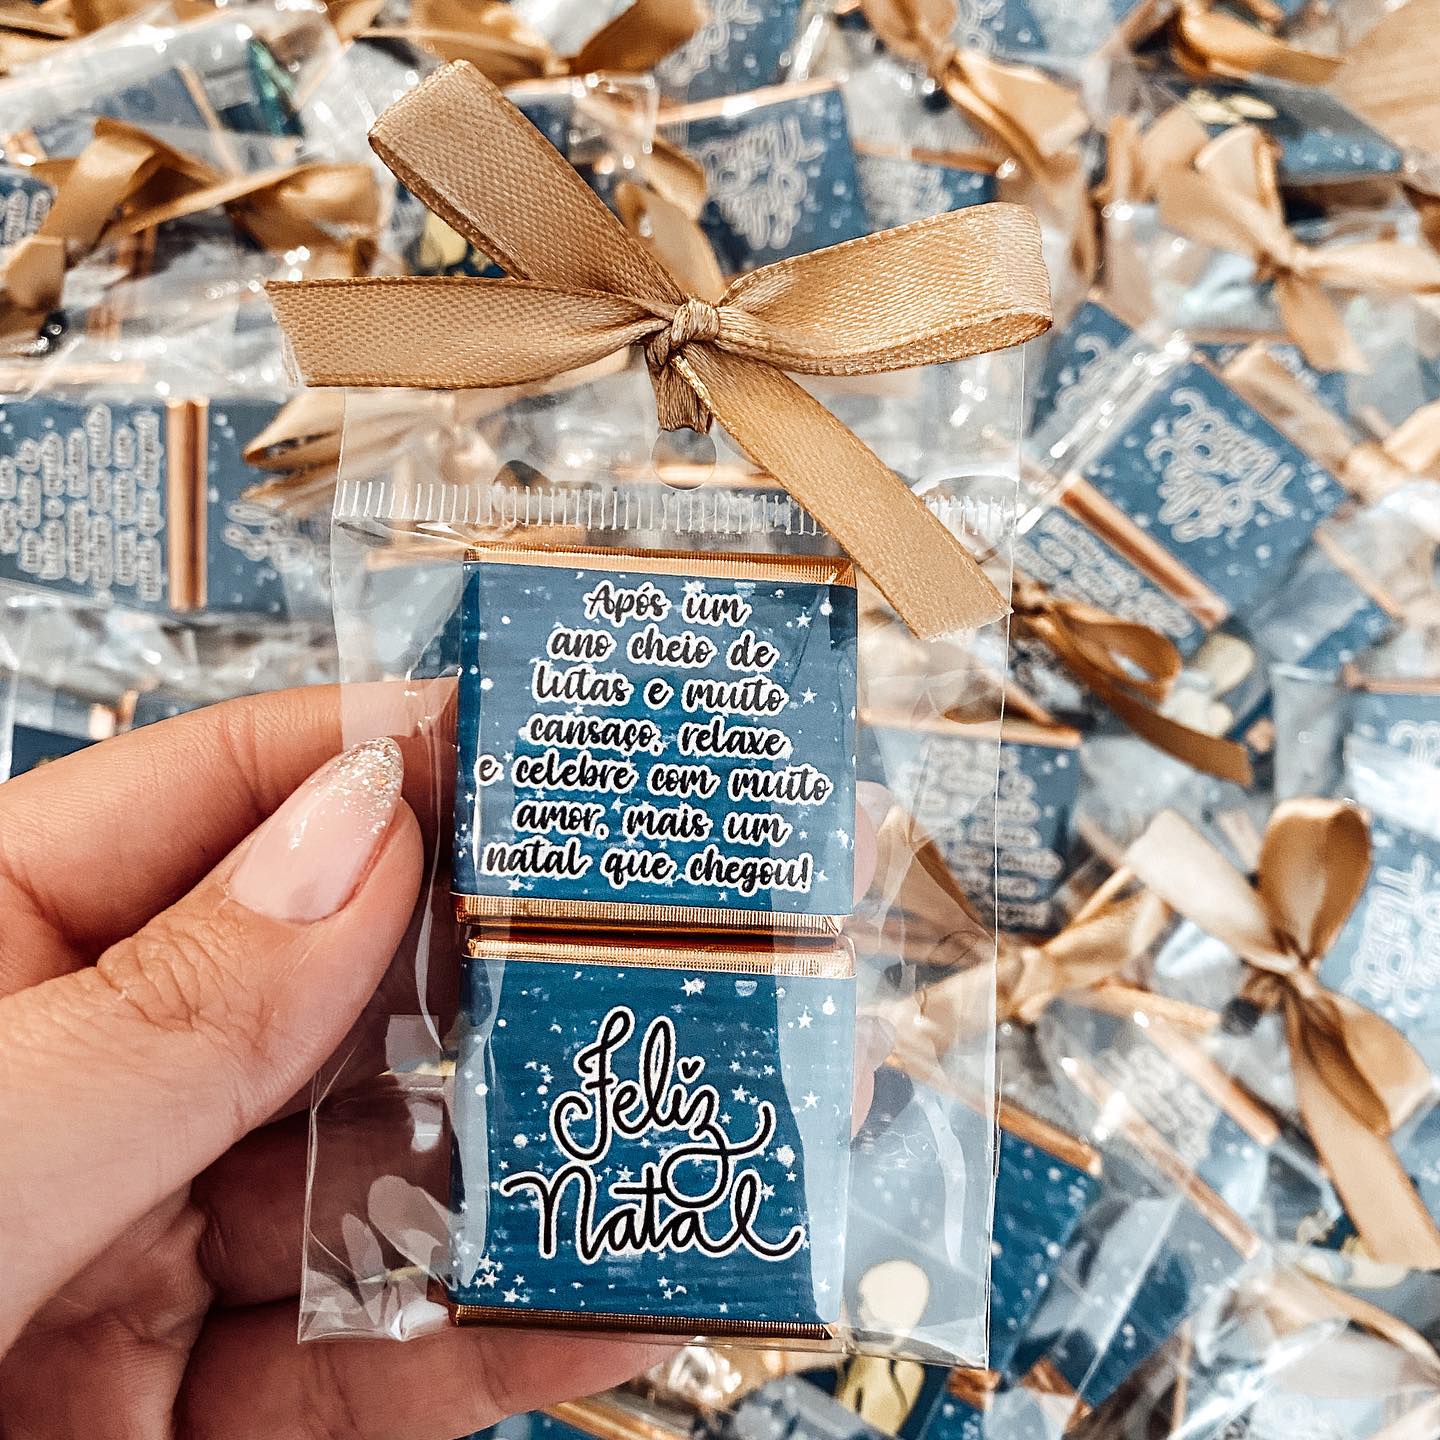 Após um
ano cheio de
lutas e muito
cansaço, relaxe
e celebre com muito
amor, mais um
natal que chegou!
Feliz
Natal